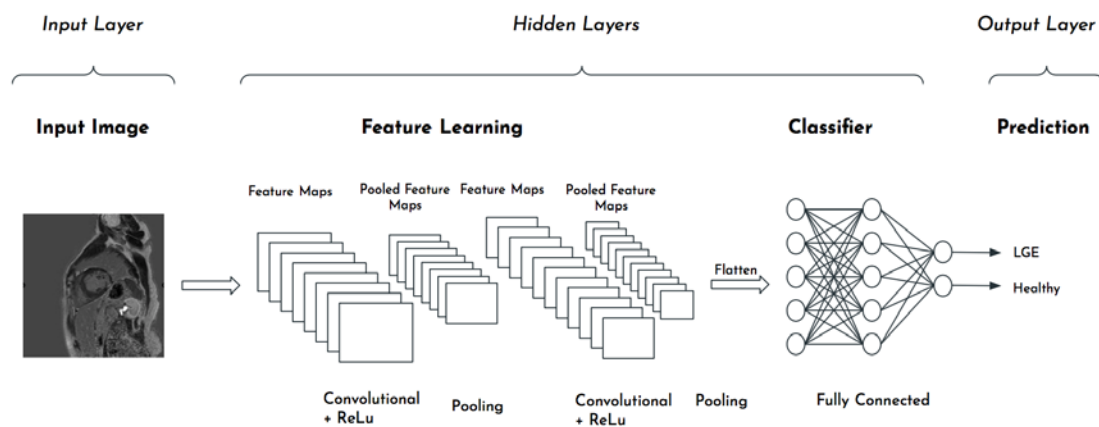 Input Layer
Hidden Layers
Output Layer
Input Image
Feature Learning
Classifier
Prediction
Feature Maps
Pooled Feature
Maps
Feature Maps
Pooled Feature
Maps
Flatten
LGE
Healthy
Convolutional
+ ReLu
Pooling
Convolutional
+ ReLu
Pooling
Fully Connected